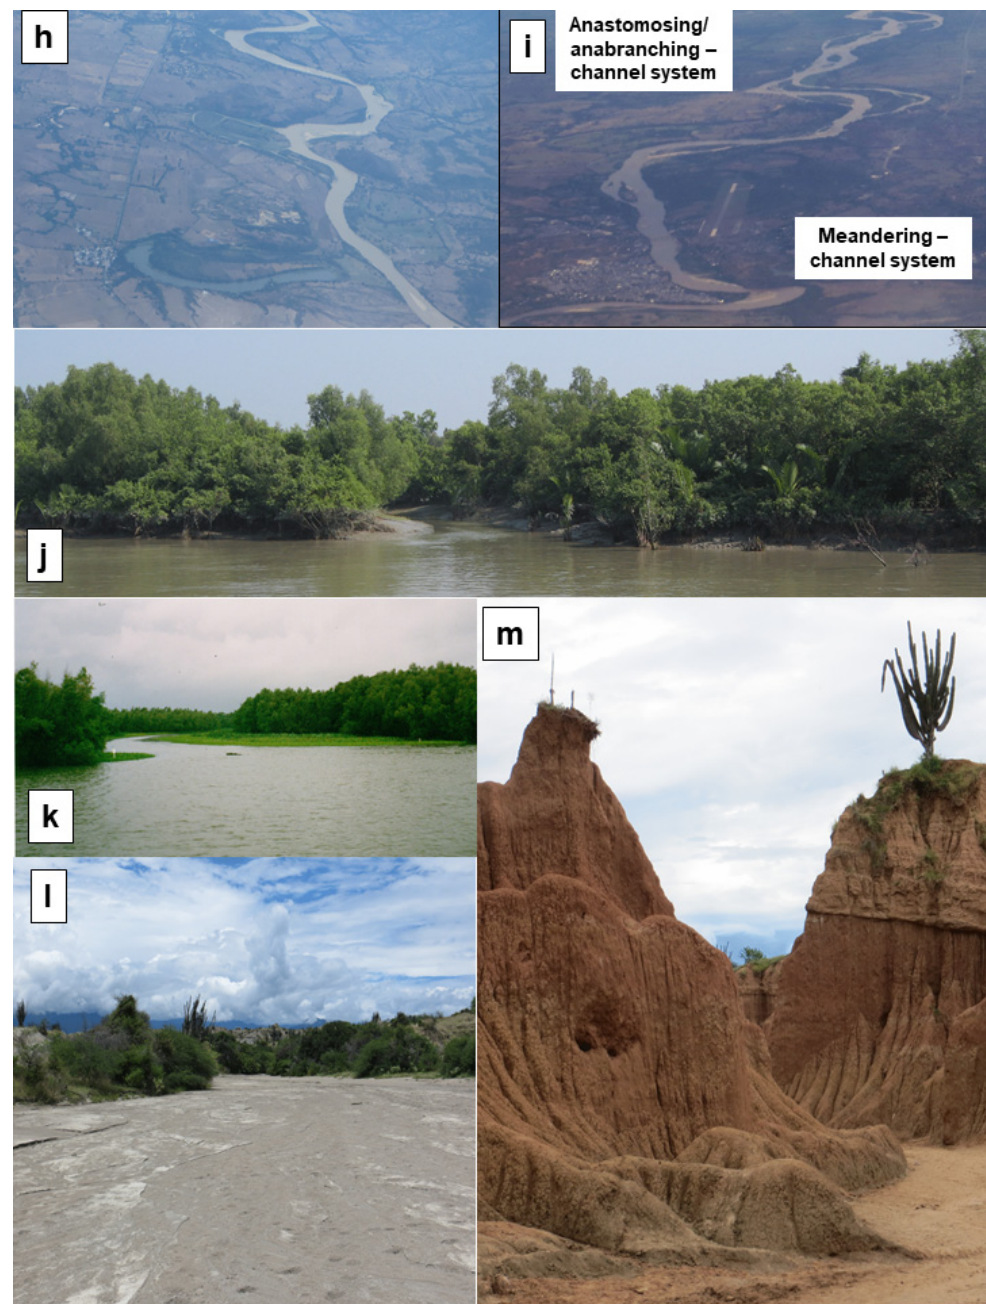 h
i
Anastomosing/
anabranching –
channel system
Meandering –
channel system
j
k
m
l